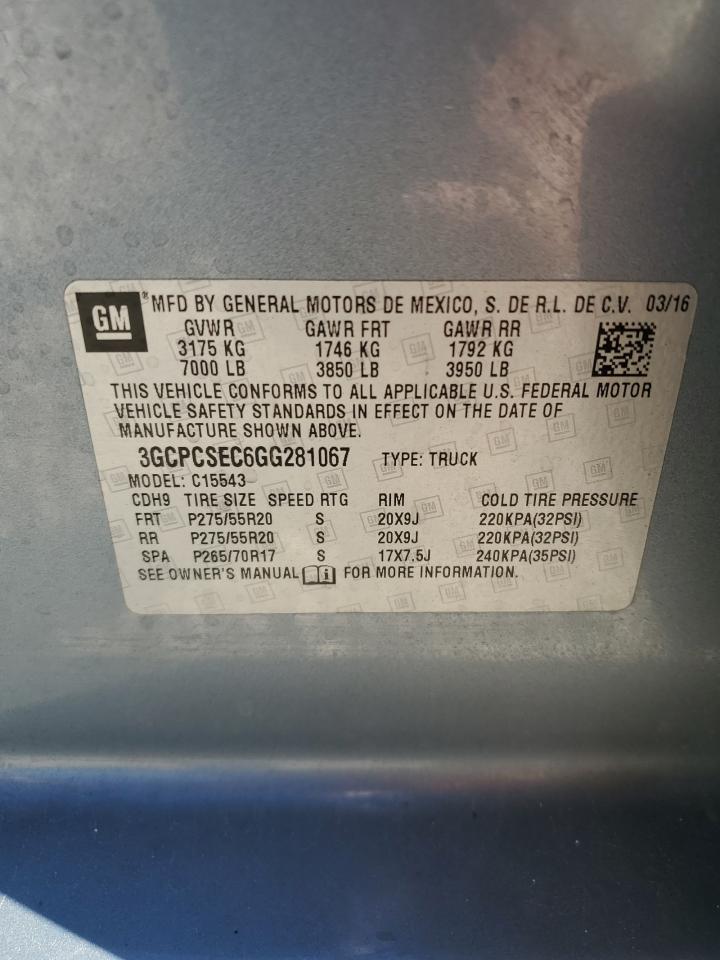 GM ® MFD BY GENERAL MOTORS DE MEXICO, S. DE R.L. DE C.V. 03/16
GVWR GAWR FRT GAWR RR
3175 KG 1746 KG 1792 KG
7000 LB 3850 LB 3950 LB
THIS VEHICLE CONFORMS TO ALL APPLICABLE U.S. FEDERAL MOTOR
VEHICLE SAFETY STANDARDS IN EFFECT ON THE DATE OF
MANUFACTURE SHOWN ABOVE.
3GCPCSEC6GG281067 TYPE: TRUCK
MODEL: C15543
CDH9 TIRE SIZE SPEED RTG RIM COLD TIRE PRESSURE
FRT P275/55R20 S 20X9J 220KPA(32PSI)
RR P275/55R20 S 20X9J 220KPA(32PSI)
SPA P265/70R17 S 17X7.5J 240KPA(35PSI)
SEE OWNER'S MANUAL FOR MORE INFORMATION.